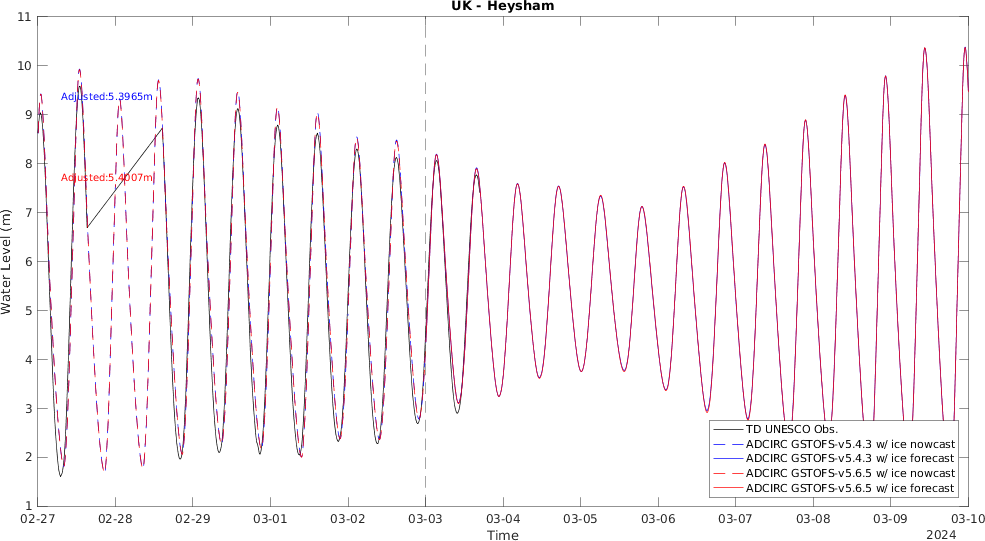 UK - Heysham
11
10
9
8
7
6
5
4
3
2
1
Water Level (m)
Adjusted:5.3965m
Adjusted:5.4007m
TD UNESCO Obs.
ADCIRC GSTOFS-v5.4.3 w/ ice nowcast
ADCIRC GSTOFS-v5.4.3 w/ ice forecast
ADCIRC GSTOFS-v5.6.5 w/ ice nowcast
ADCIRC GSTOFS-v5.6.5 w/ ice forecast
02-27 02-28 02-29 03-01 03-02 03-03 03-04 03-05 03-06 03-07 03-08 03-09 03-10
Time
2024